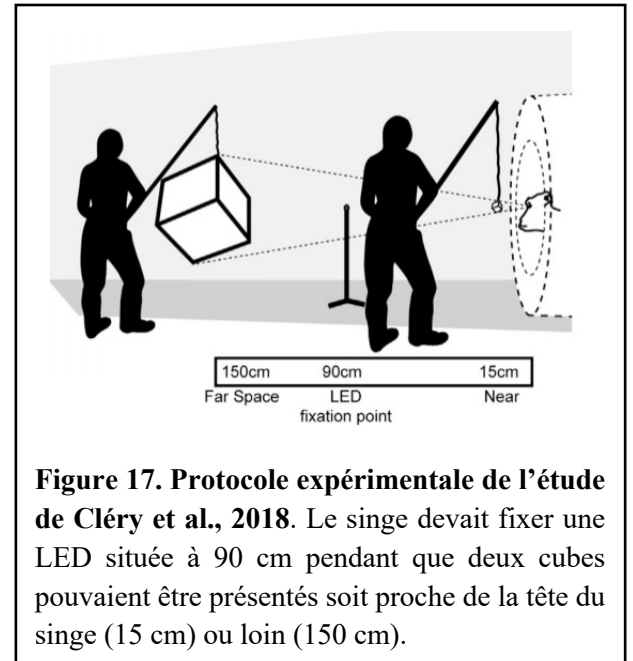 150cm 90cm 15cm
Far Space LED Near
fixation point
Figure 17. Protocole expérimentale de l’étude
de Cléry et al., 2018. Le singe devait fixer une
LED située à 90 cm pendant que deux cubes
pouvaient être présentés soit proche de la tête du
singe (15 cm) ou loin (150 cm).